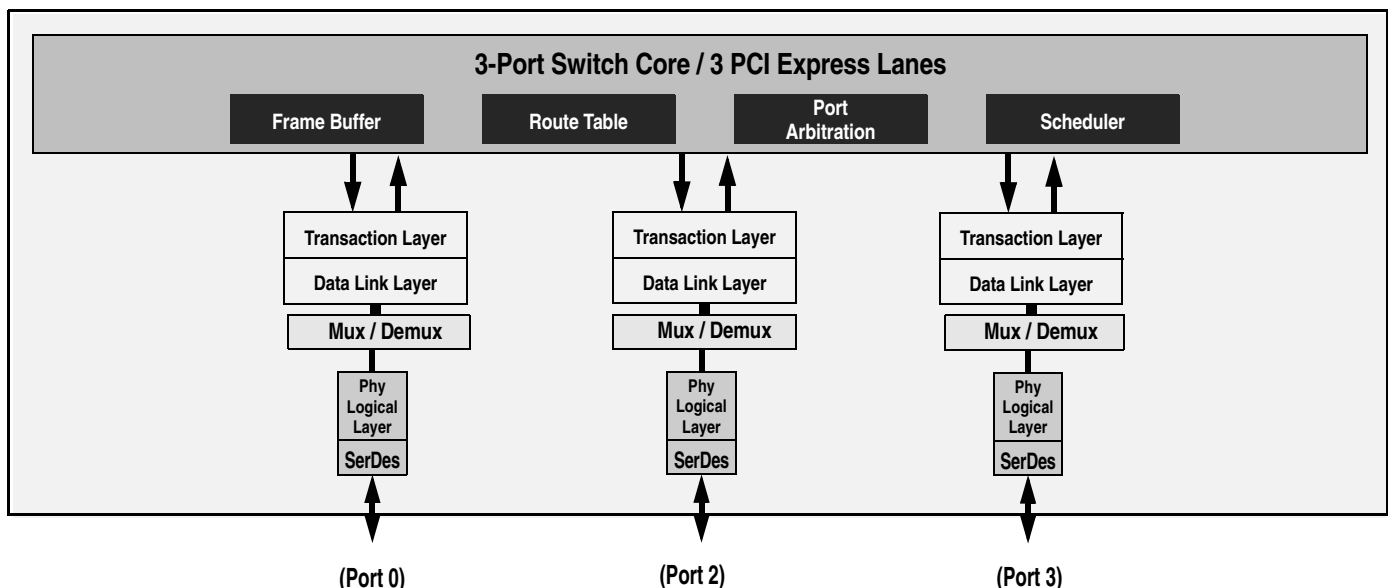 3-Port Switch Core / 3 PCI Express Lanes
Frame Buffer
Route Table
Port
Arbitration
Scheduler
Transaction Layer
Data Link Layer
Mux / Demux
Phy
Logical
Layer
SerDes
(Port 0)
Transaction Layer
Data Link Layer
Mux / Demux
Phy
Logical
Layer
SerDes
(Port 2)
Transaction Layer
Data Link Layer
Mux / Demux
Phy
Logical
Layer
SerDes
(Port 3)